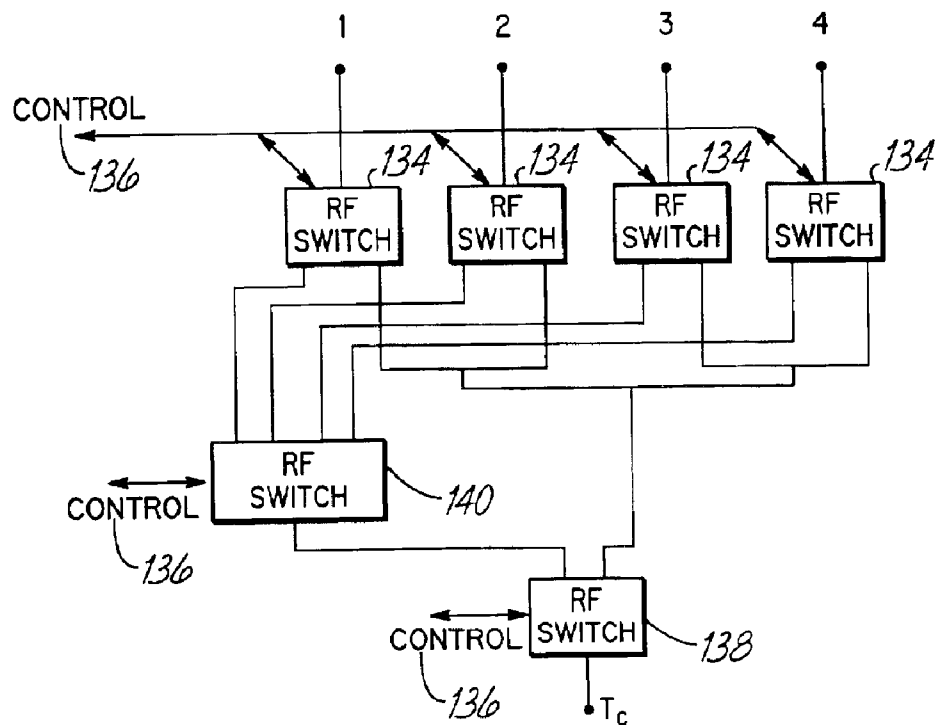 1 2 3 4
CONTROL
136
134 134 134 134
RF SWITCH
RF SWITCH
RF SWITCH
RF SWITCH
RF SWITCH
140
CONTROL
136
RF SWITCH
138
CONTROL
136
Tc